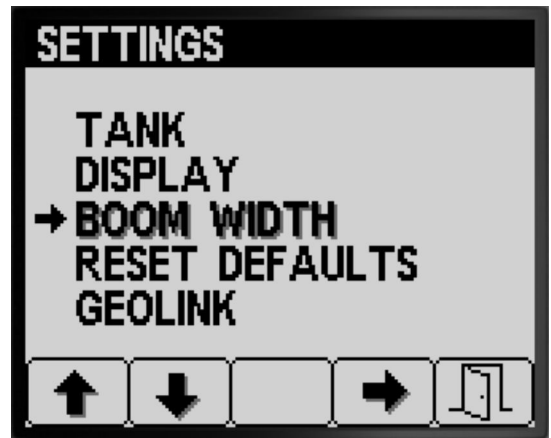 SETTINGS
TANK
DISPLAY
BOOM WIDTH
RESET DEFAULTS
GEOLINK